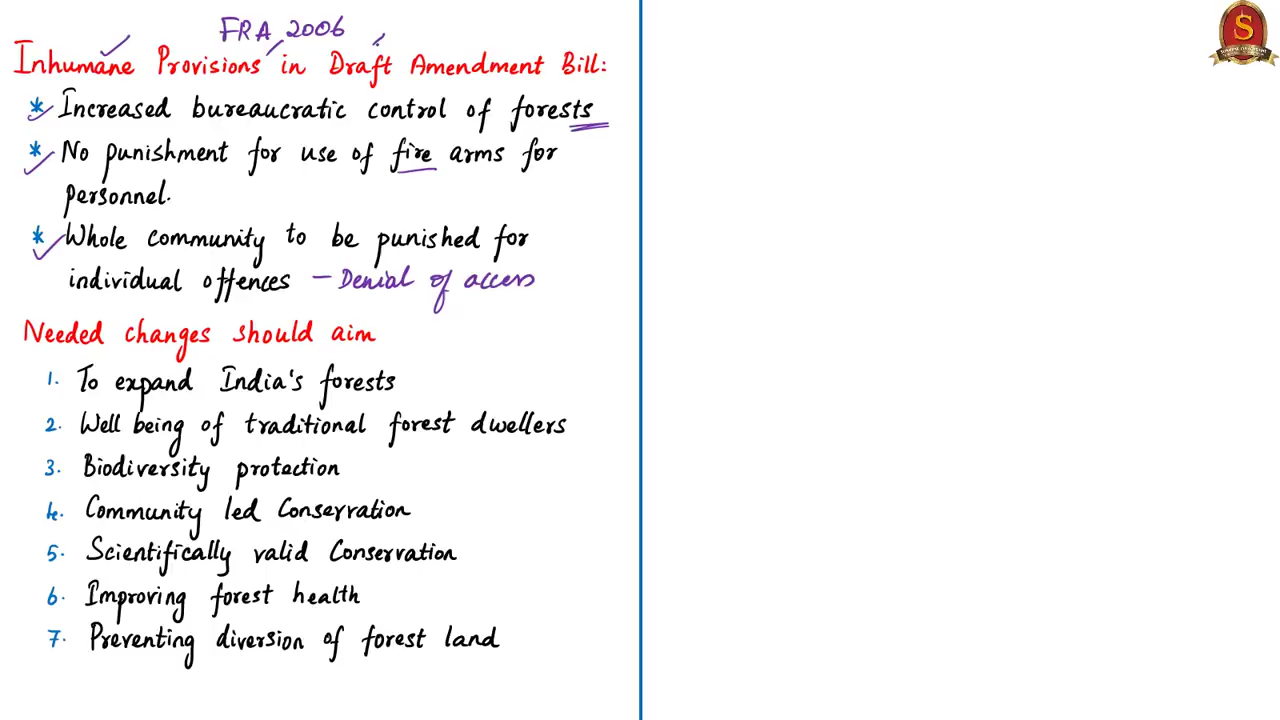 FRA 2006
Inhumane Provisions in Draft Amendment Bill:
* Increased bureaucratic control of forests
* No punishment for use of fire arms for
personnel.
* Whole community to be punished for
individual offences - Denial of access
Needed changes should aim
1. To expand India's forests
2. Well being of traditional forest dwellers
3. Biodiversity protection
4. Community led Conservation
5. Scientifically valid Conservation
6. Improving forest health
7. Preventing diversion of forest land
S